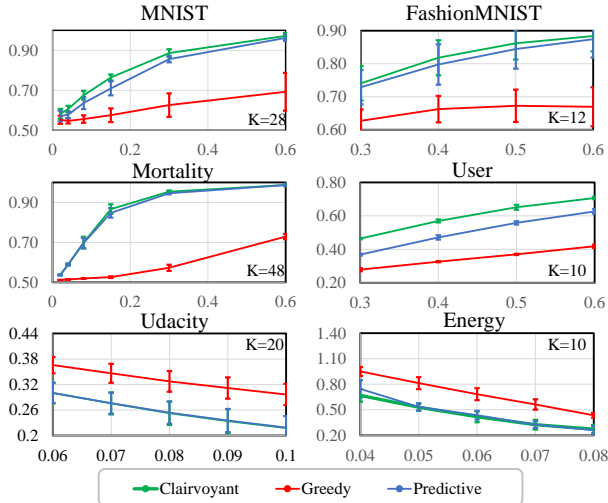 MNIST
0.90
0.70
0.50
K=28
0 0.2 0.4 0.6
FashionMNIST
0.90
0.80
0.70
0.60
K=12
0.3 0.4 0.5 0.6
Mortality
0.90
0.70
0.50
K=48
0 0.2 0.4 0.6
User
0.80
0.60
0.40
0.20
K=10
0.3 0.4 0.5 0.6
Udacity
0.44
K=20
0.38
0.32
0.26
0.2
0.06 0.07 0.08 0.09 0.1
Energy
1.40
K=10
1.10
0.80
0.50
0.20
0.04 0.05 0.06 0.07 0.08
Clairvoyant Greedy Predictive